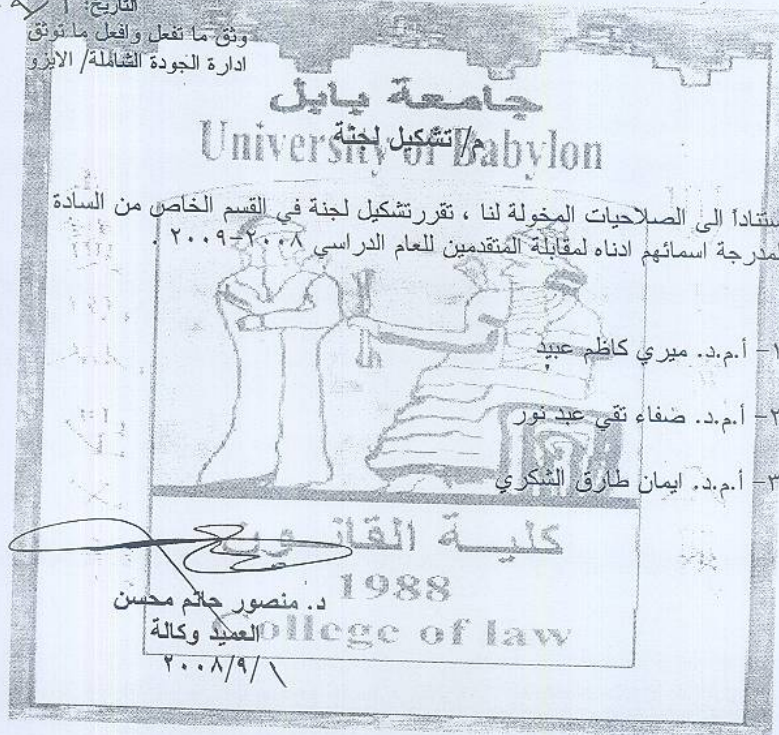 التاريخ:
وثق ما تفعل وافعل ما توثق
ادارة الجودة الشاملة/ الايزو
جامعة بابل
م/ تشكيل لجنة
University of Babylon
ستناداً الى الصلاحيات المخولة لنا ، تقرر تشكيل لجنة في القسم الخاص من السادة
لمدرجة اسمائهم ادناه لمقابلة المتقدمين للعام الدراسي ٢٠٠٨-٢٠٠٩ .
١- أ.م.د. ميري كاظم عبيد
٢- أ.م.د. صفاء تقي عبد نور
٣- أ.م.د. ايمان طارق الشكري
كلية القانون
1988
د. منصور حاتم محسن
العميد وكالة
College of law
٢٠٠٨/٩/١